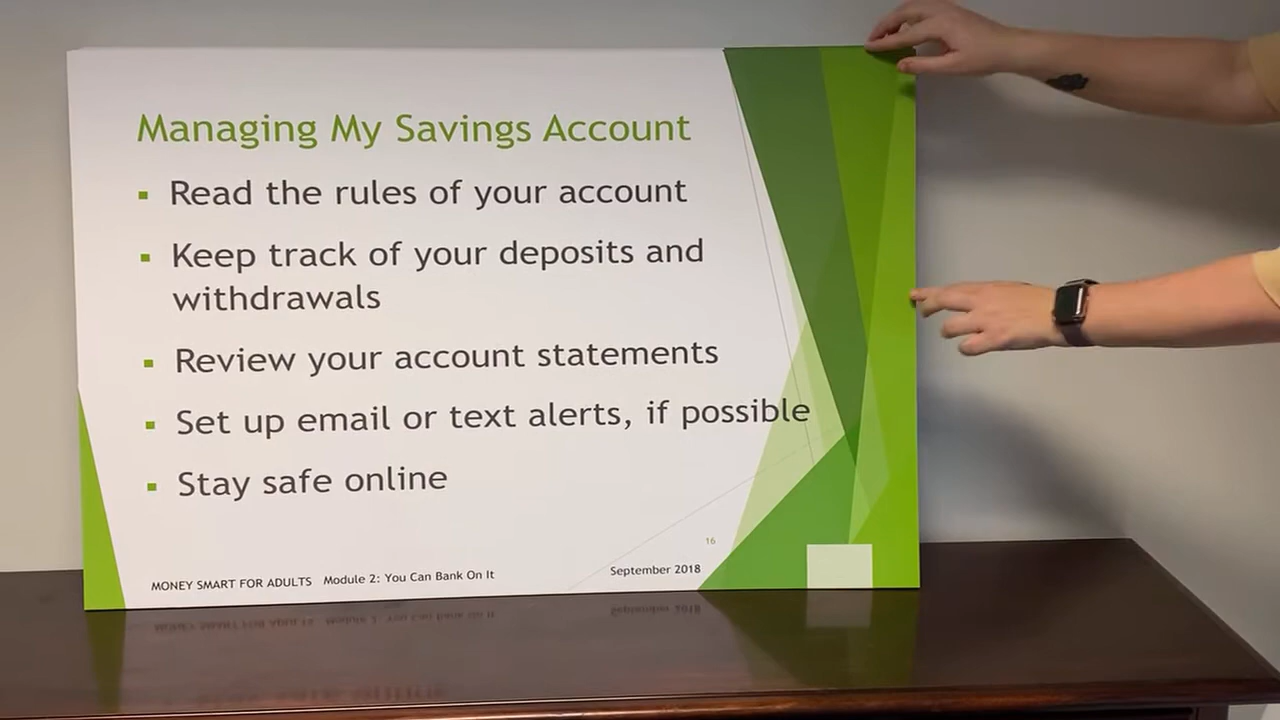 Managing My Savings Account
▪ Read the rules of your account
▪ Keep track of your deposits and
withdrawals
▪ Review your account statements
▪ Set up email or text alerts, if possible
▪ Stay safe online
16
MONEY SMART FOR ADULTS Module 2: You Can Bank On It September 2018